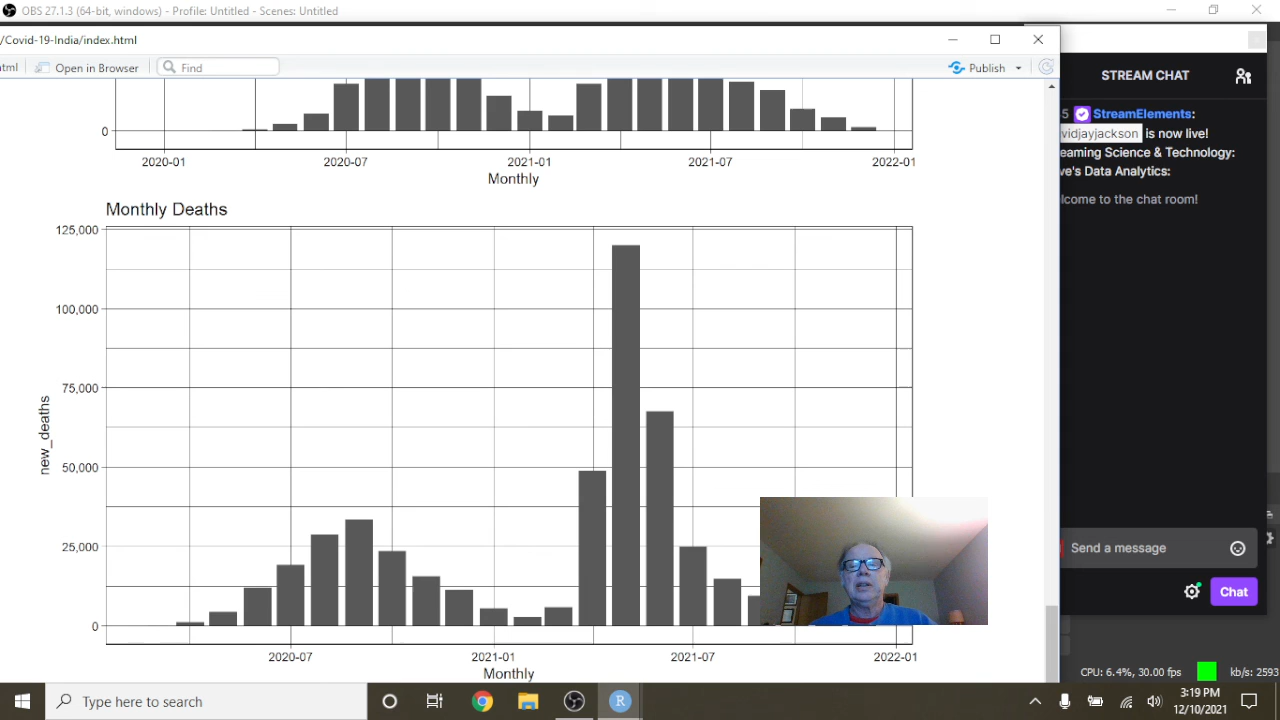 OBS 27.1.3 (64-bit, windows) - Profile: Untitled - Scenes: Untitled
/Covid-19-India/index.html
Open in Browser
Find
Publish
0
2020-01 2020-07 2021-01 2021-07 2022-01
Monthly
Monthly Deaths
125,000
100,000
75,000
50,000
25,000
0
new_deaths
2020-07 2021-01 2021-07 2022-01
Monthly
STREAM CHAT
5 StreamElements:
vidjayjackson is now live!
eaming Science & Technology:
ve's Data Analytics:
lcome to the chat room!
Send a message
Chat
CPU: 6.4%, 30.00 fps kb/s: 2593
Type here to search
R
3:19 PM
12/10/2021